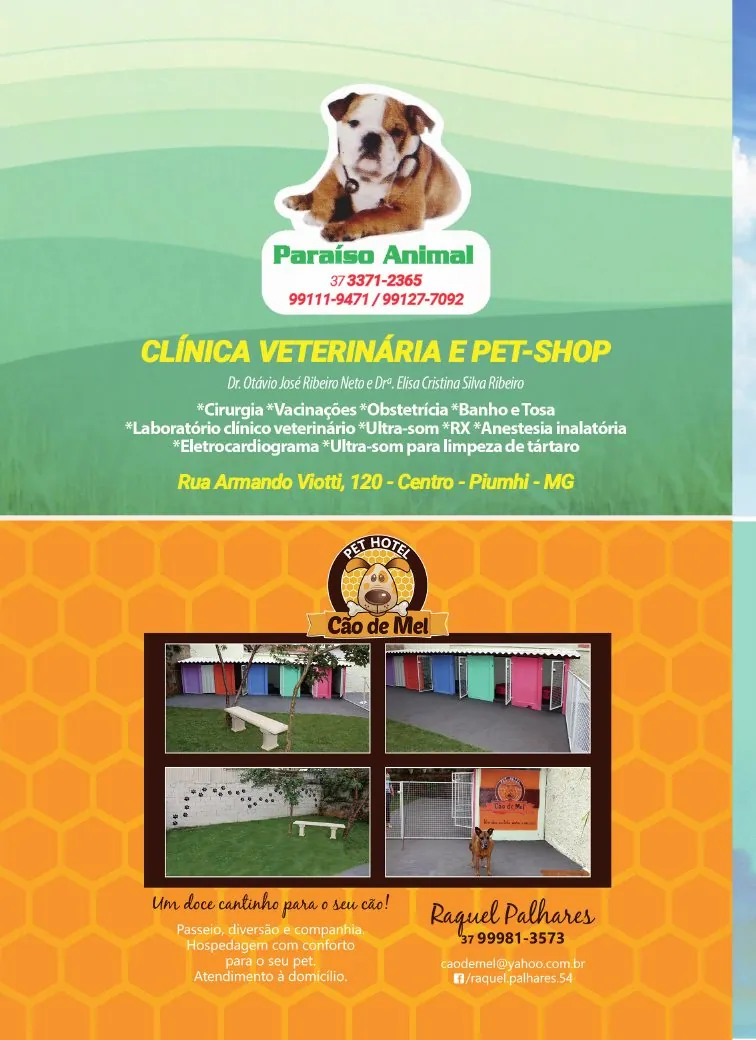 Paraíso Animal
37 3371-2365
99111-9471 / 99127-7092
CLÍNICA VETERINÁRIA E PET-SHOP
Dr. Otávio José Ribeiro Neto e Drª. Elisa Cristina Silva Ribeiro
*Cirurgia *Vacinações *Obstetrícia *Banho e Tosa
*Laboratório clínico veterinário *Ultra-som *RX *Anestesia inalatória
*Eletrocardiograma *Ultra-som para limpeza de tártaro
Rua Armando Viotti, 120 - Centro - Piumhi - MG
PET HOTEL
Cão de Mel
PET HOTEL
Cão de Mel
Um doce cantinho para o seu cão!
Passeio, diversão e companhia.
Hospedagem com conforto
para o seu pet.
Atendimento à domicílio.
Raquel Palhares
37 99981-3573
caodemel@yahoo.com.br
/raquel.palhares.54